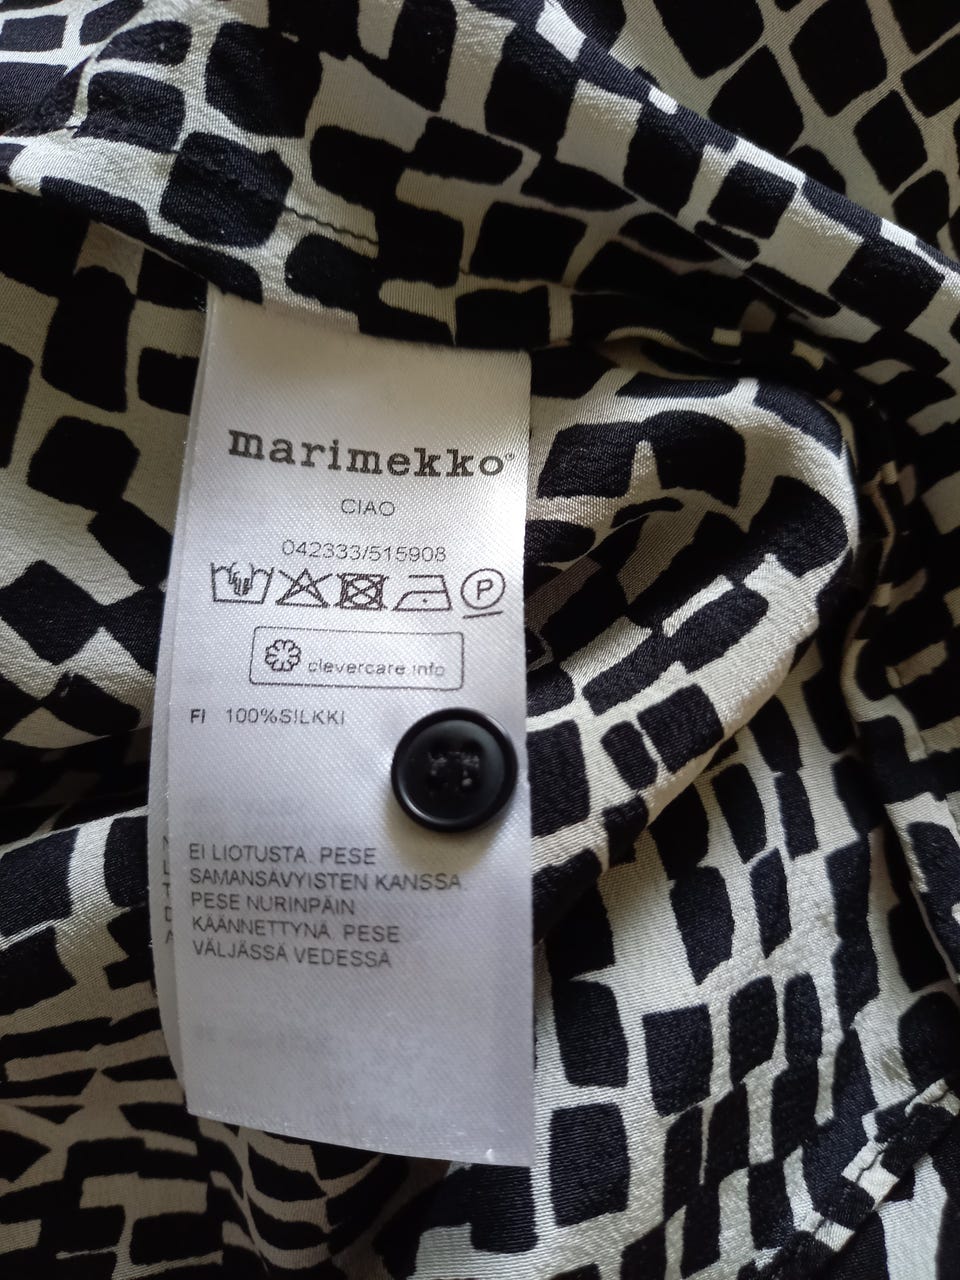 marimekko®
CIAO
042333/515908
P
clevercare.info
FI 100%SILKKI
EI LIOTUSTA. PESE
SAMANSÄVYISTEN KANSSA.
PESE NURINPÄIN
KÄÄNNETTYNÄ. PESE
VÄLJÄSSÄ VEDESSÄ